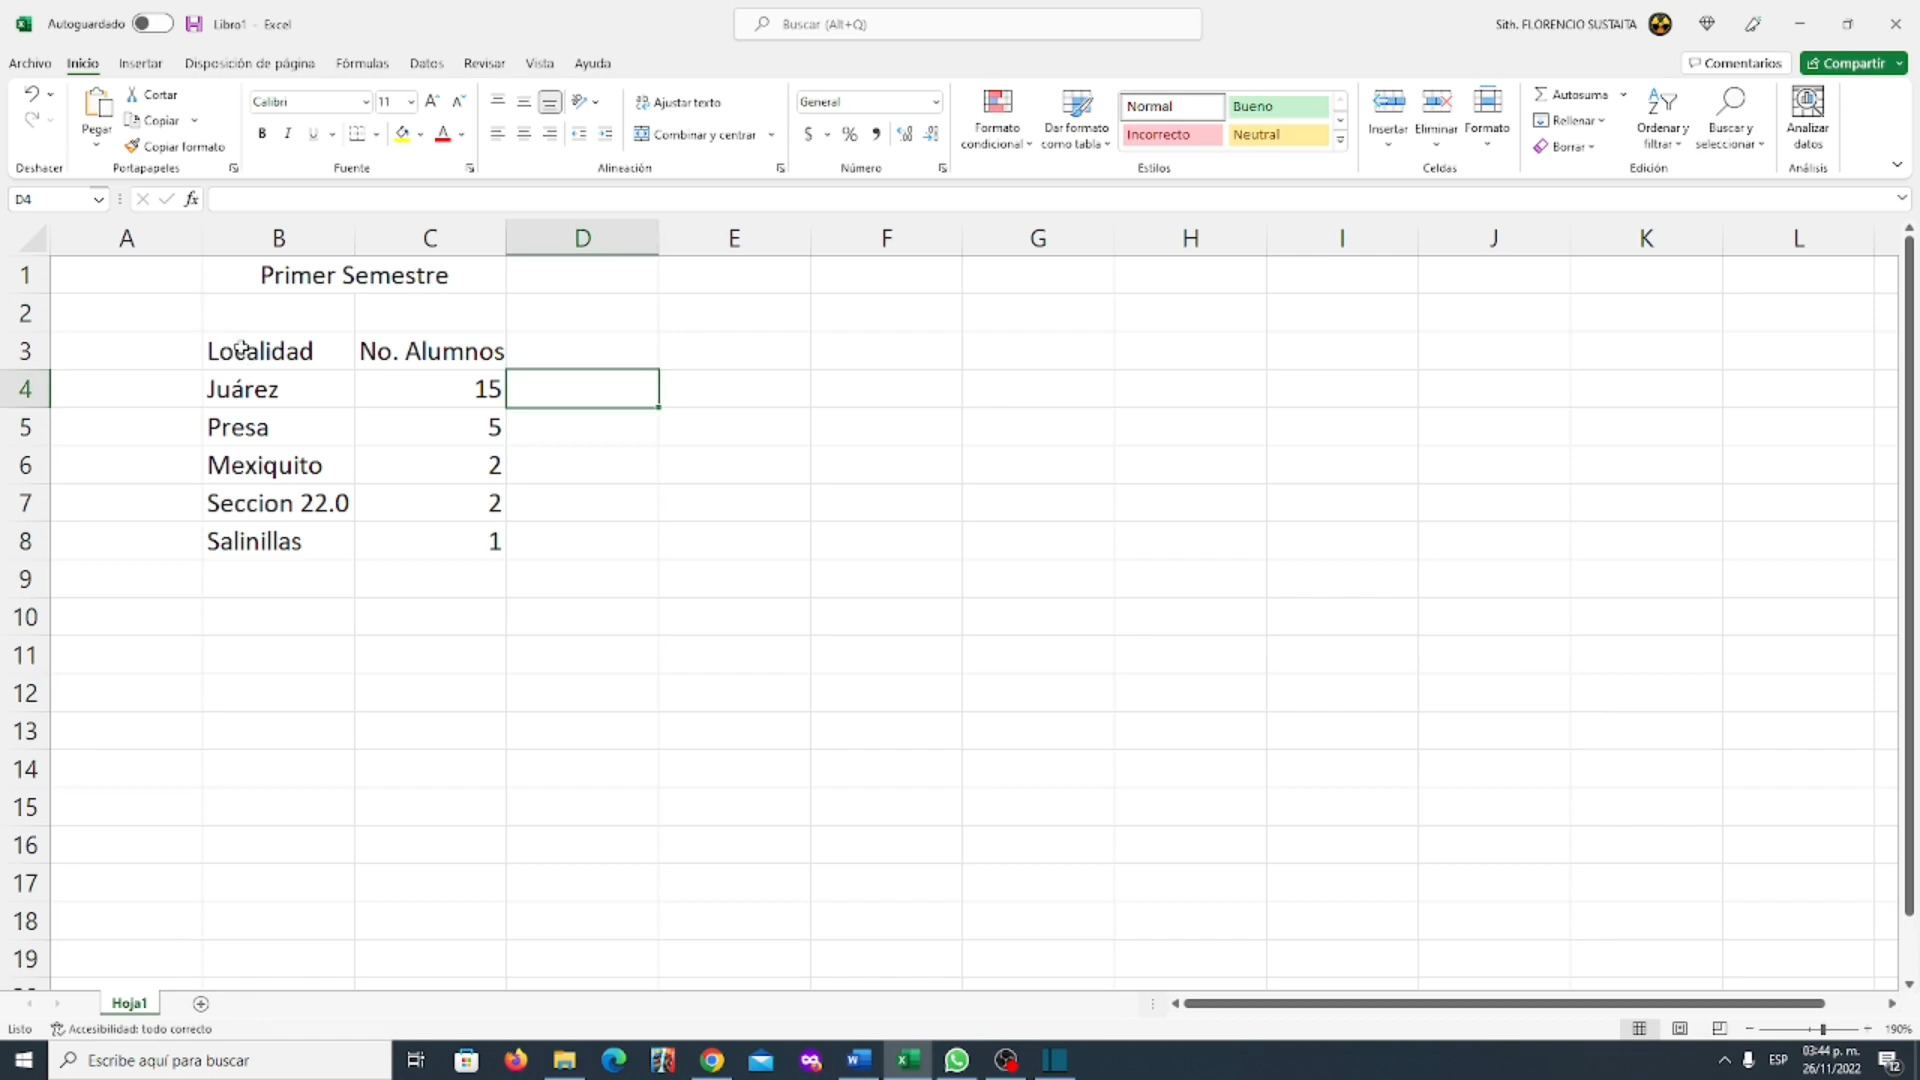 Autoguardado Libro1 - Excel Buscar (Alt+Q) Sith. FLORENCIO SUSTAITA
Archivo Inicio Insertar Disposición de página Fórmulas Datos Revisar Vista Ayuda Comentarios Compartir
Pegar Cortar Copiar Copiar formato
Calibri 11
Ajustar texto
Combinar y centrar
General
$ %
Formato condicional
Dar formato como tabla
Normal Bueno
Incorrecto Neutral
Insertar Eliminar Formato
Autosuma
Rellenar
Borrar
Ordenar y filtrar
Buscar y seleccionar
Analizar datos
Deshacer Portapapeles Fuente Alineación Número Estilos Celdas Edición Análisis
D4 fx
A B C D E F G H I J K L
1 Primer Semestre
2
3 Localidad No. Alumnos
4 Juárez 15
5 Presa 5
6 Mexiquito 2
7 Seccion 22.0 2
8 Salinillas 1
9
10
11
12
13
14
15
16
17
18
19
Hoja1
Listo Accesibilidad: todo correcto 190%
Escribe aquí para buscar ESP 03:44 p. m.
26/11/2022 12